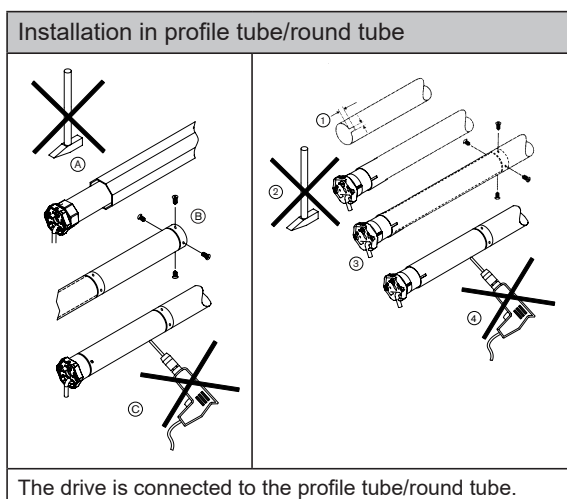 Installation in profile tube/round tube
A
B
C
1
2
3
4
The drive is connected to the profile tube/round tube.